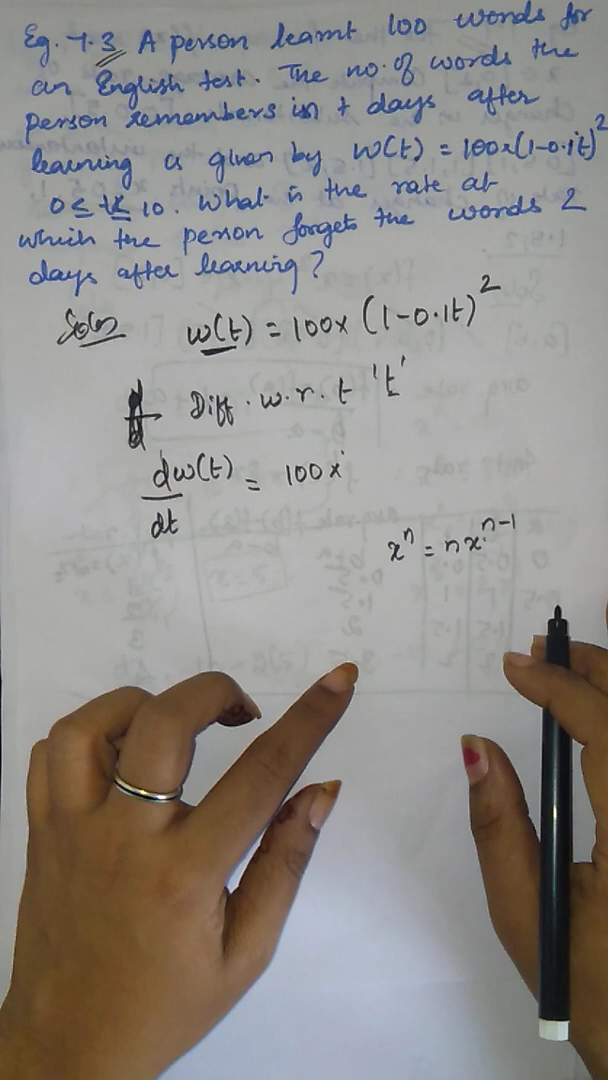 Eg. 7.3 A person learnt 100 words for
an English test. The no. of words the
person remembers in t days after
learning is given by W(t) = 100x(1-0.1t)²
0 ≤ t ≤ 10. What is the rate at
which the person forgets the words 2
days after learning?
Soln W(t) = 100x (1-0.1t)²
Diff. w. r. t 't'
dw(t)/dt = 100x
xⁿ = nxⁿ⁻¹